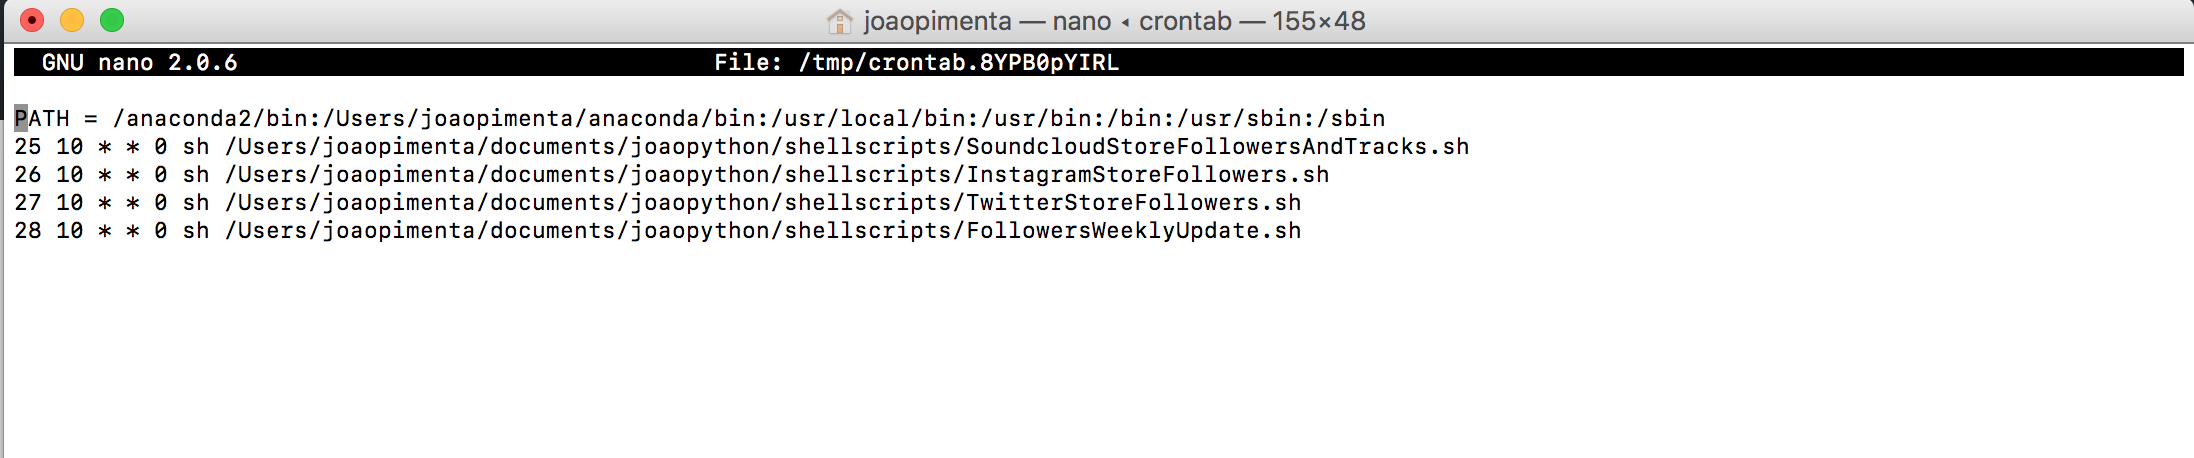 joaopimenta — nano ◂ crontab — 155×48
GNU nano 2.0.6 File: /tmp/crontab.8YPB0pYIRL
PATH = /anaconda2/bin:/Users/joaopimenta/anaconda/bin:/usr/local/bin:/usr/bin:/bin:/usr/sbin:/sbin
25 10 * * 0 sh /Users/joaopimenta/documents/joaopython/shellscripts/SoundcloudStoreFollowersAndTracks.sh
26 10 * * 0 sh /Users/joaopimenta/documents/joaopython/shellscripts/InstagramStoreFollowers.sh
27 10 * * 0 sh /Users/joaopimenta/documents/joaopython/shellscripts/TwitterStoreFollowers.sh
28 10 * * 0 sh /Users/joaopimenta/documents/joaopython/shellscripts/FollowersWeeklyUpdate.sh